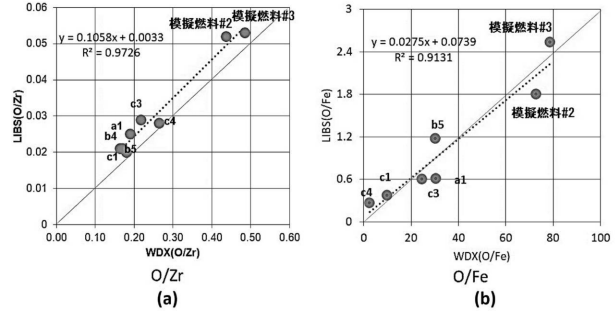 模擬燃料#2
模擬燃料#3
y = 0.1058x + 0.0033
R² = 0.9726
LIBS(O/Zr)
0.06
0.05
0.04
0.03
0.02
0.01
0
c3
a1
b4
c4
b5
c1
0.00 0.10 0.20 0.30 0.40 0.50 0.60
WDX(O/Zr)
O/Zr
(a)
模擬燃料#3
y = 0.0275x + 0.0739
R² = 0.9131
LIBS(O/Fe)
3
2.4
1.8
1.2
0.6
0
模擬燃料#2
b5
c1
c4
c3
a1
0 20 40 60 80 100
WDX(O/Fe)
O/Fe
(b)